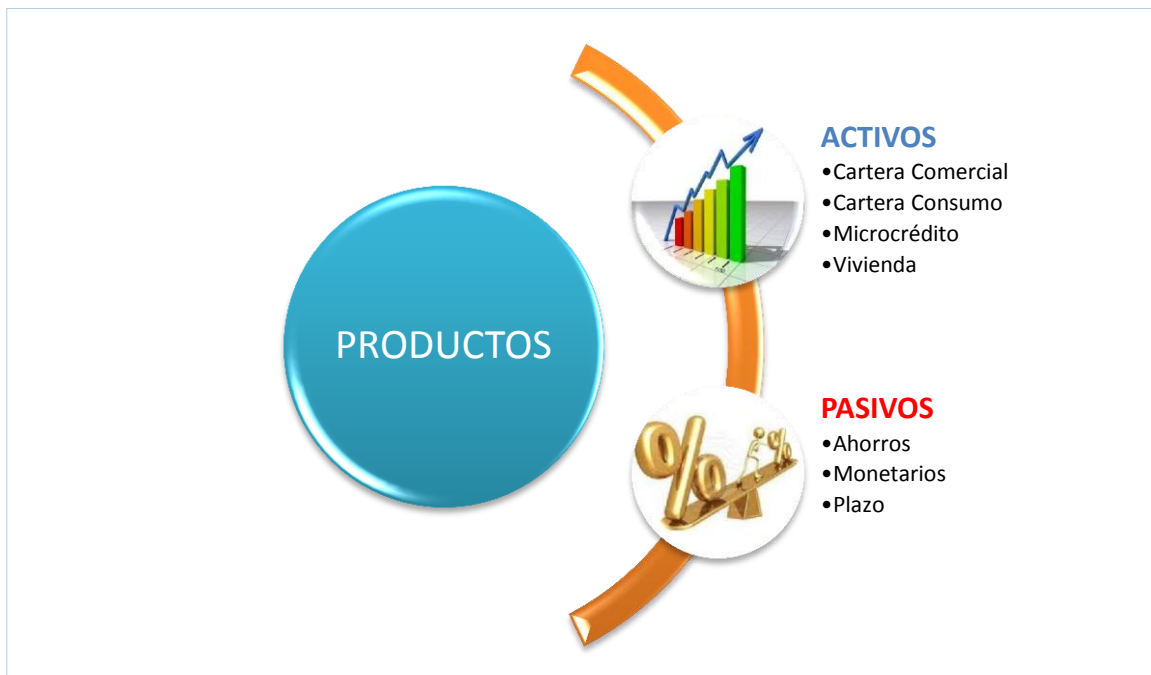 PRODUCTOS
ACTIVOS
•Cartera Comercial
•Cartera Consumo
•Microcrédito
•Vivienda
PASIVOS
•Ahorros
•Monetarios
•Plazo